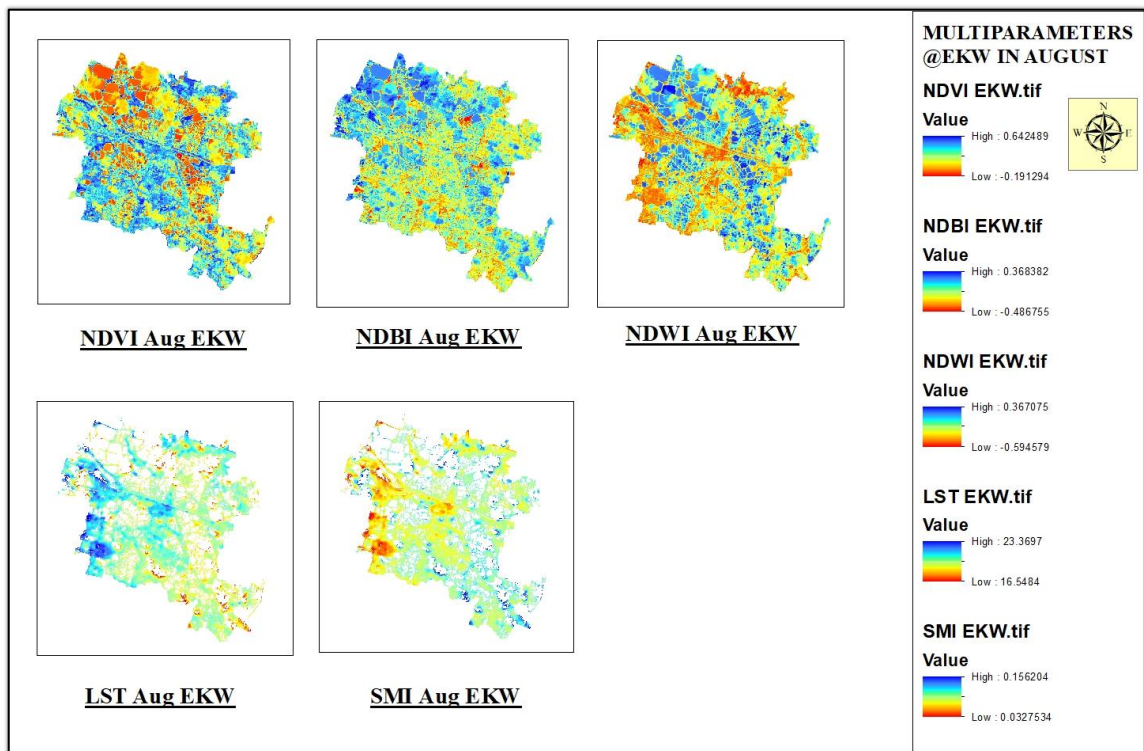 NDVI Aug EKW
NDBI Aug EKW
NDWI Aug EKW
LST Aug EKW
SMI Aug EKW
MULTIPARAMETERS
@EKW IN AUGUST
NDVI EKW.tif
Value
High : 0.642489
Low : -0.191294
N
W
E
S
NDBI EKW.tif
Value
High : 0.368382
Low : -0.486755
NDWI EKW.tif
Value
High : 0.367075
Low : -0.594579
LST EKW.tif
Value
High : 23.3697
Low : 16.5484
SMI EKW.tif
Value
High : 0.156204
Low : 0.0327534